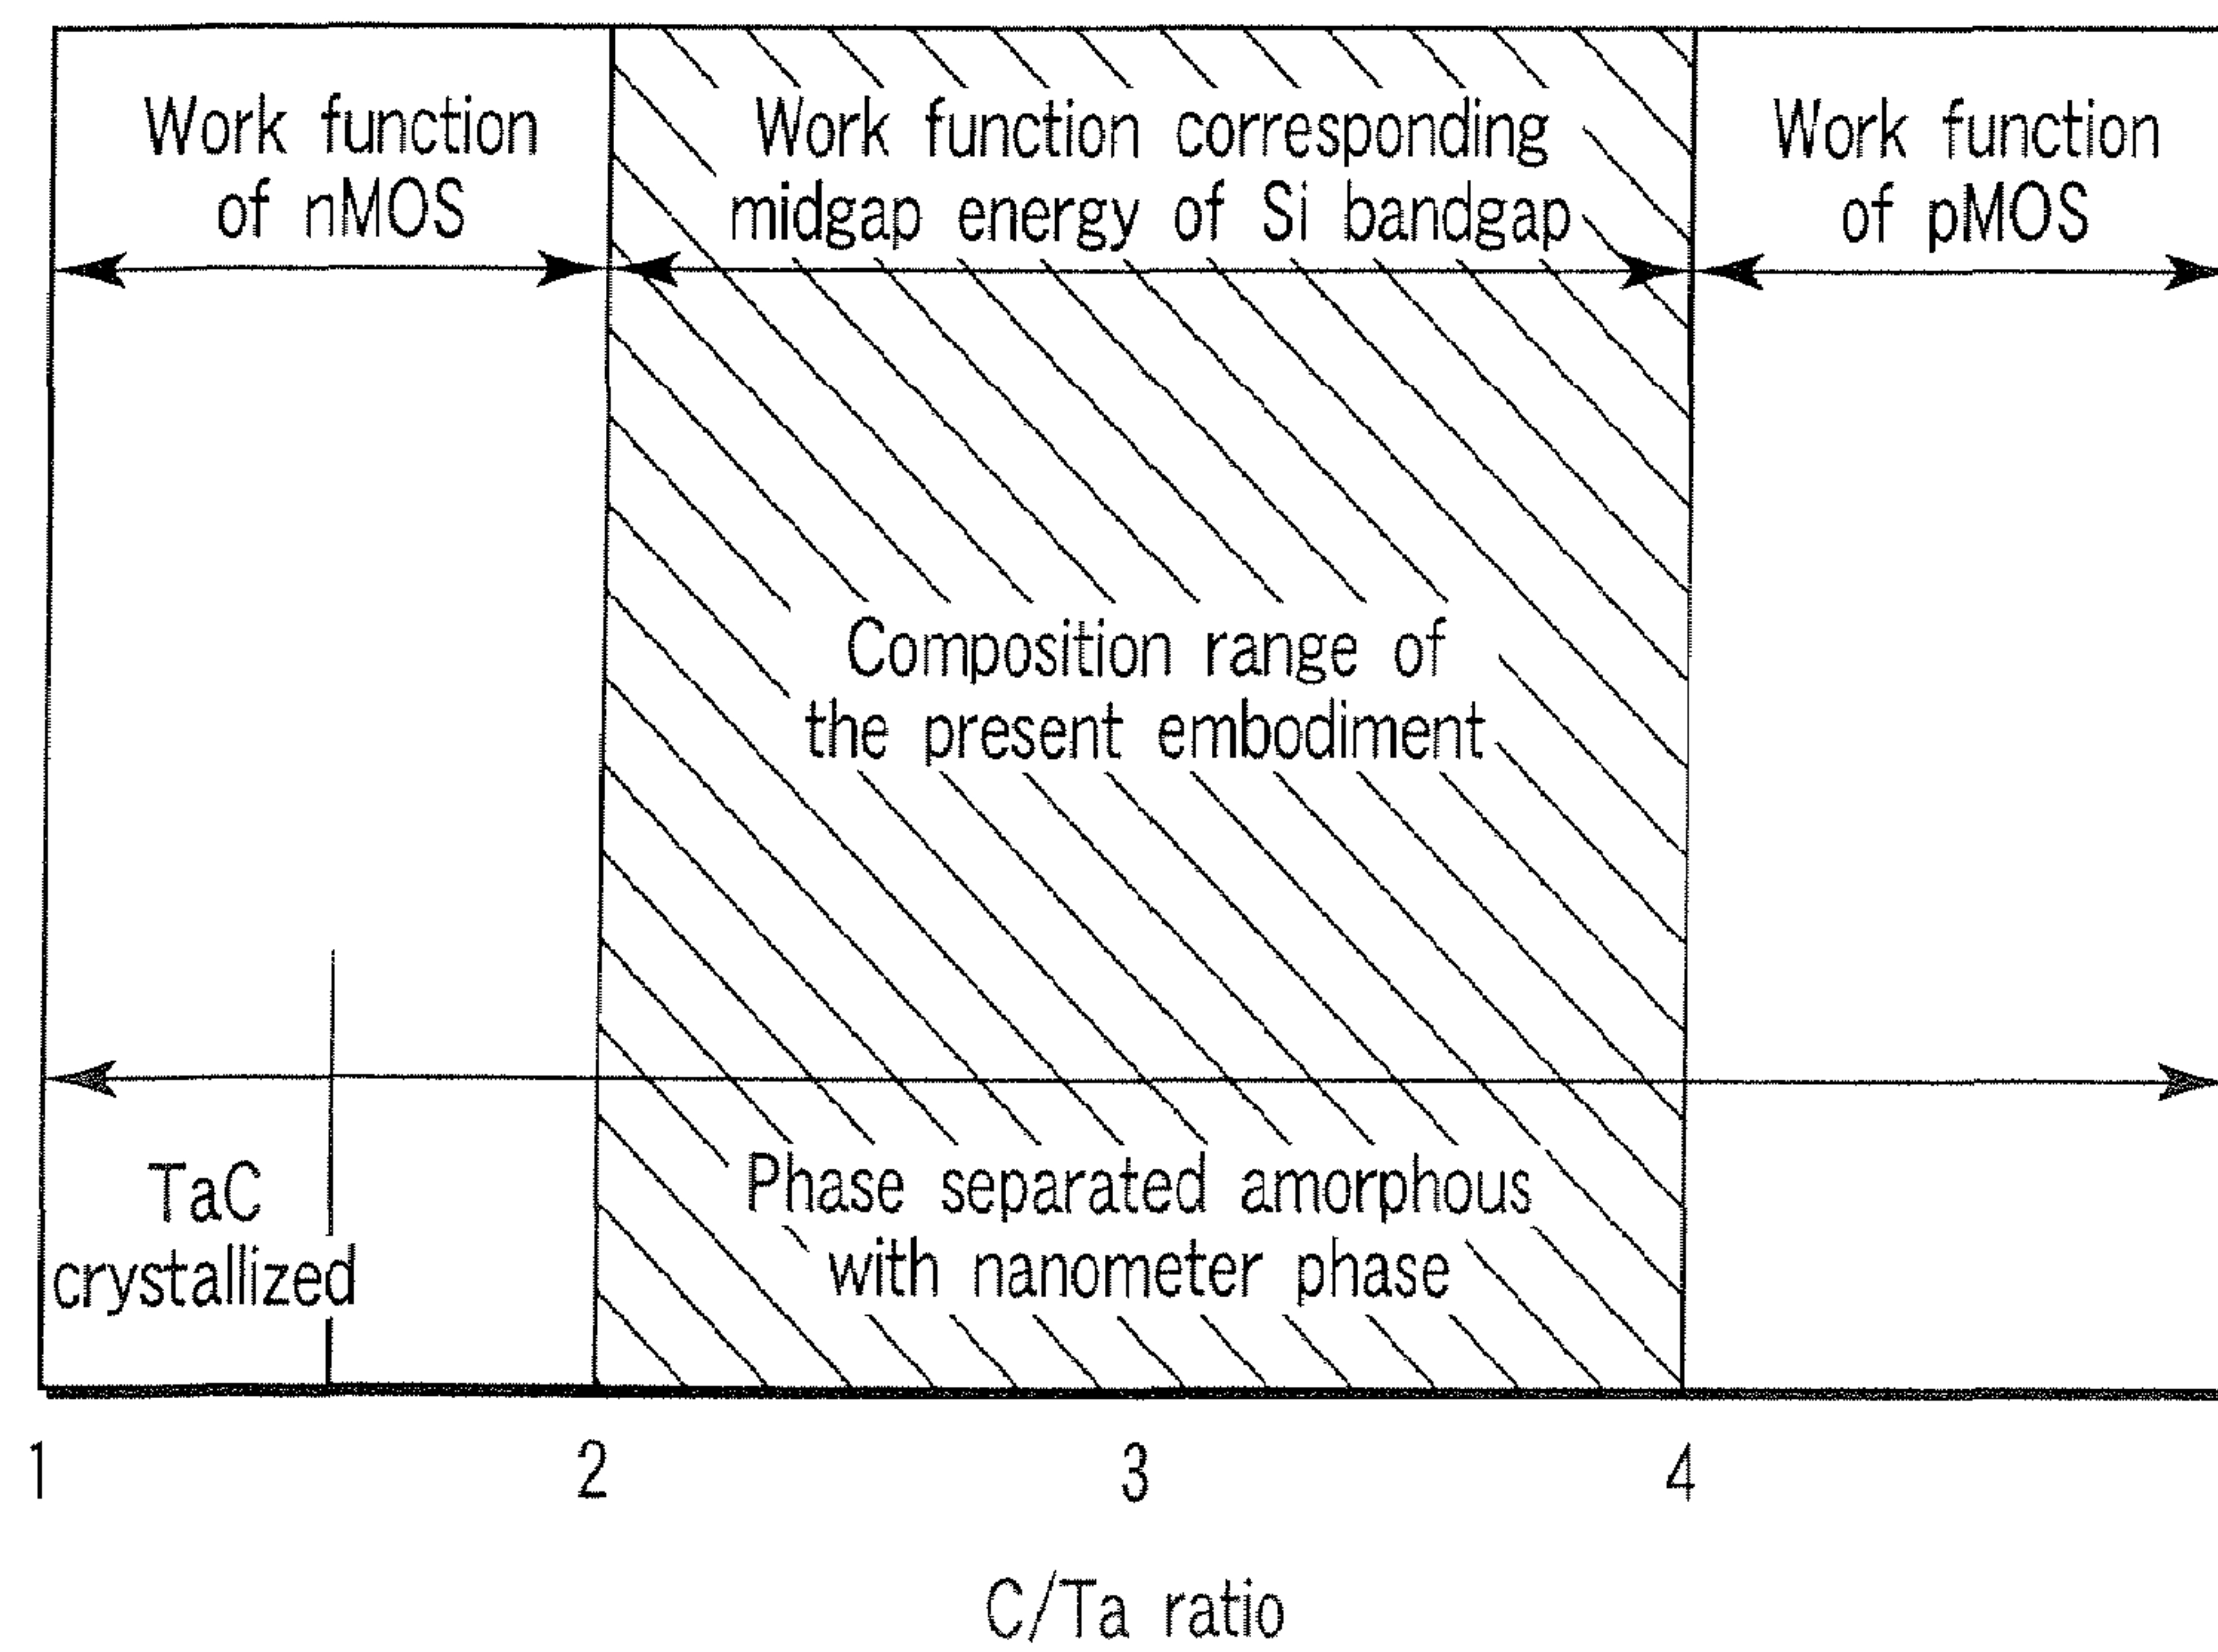 Work function
of nMOS
Work function corresponding
midgap energy of Si bandgap
Work function
of pMOS
Composition range of
the present embodiment
TaC
crystallized
Phase separated amorphous
with nanometer phase
1 2 3 4
C/Ta ratio